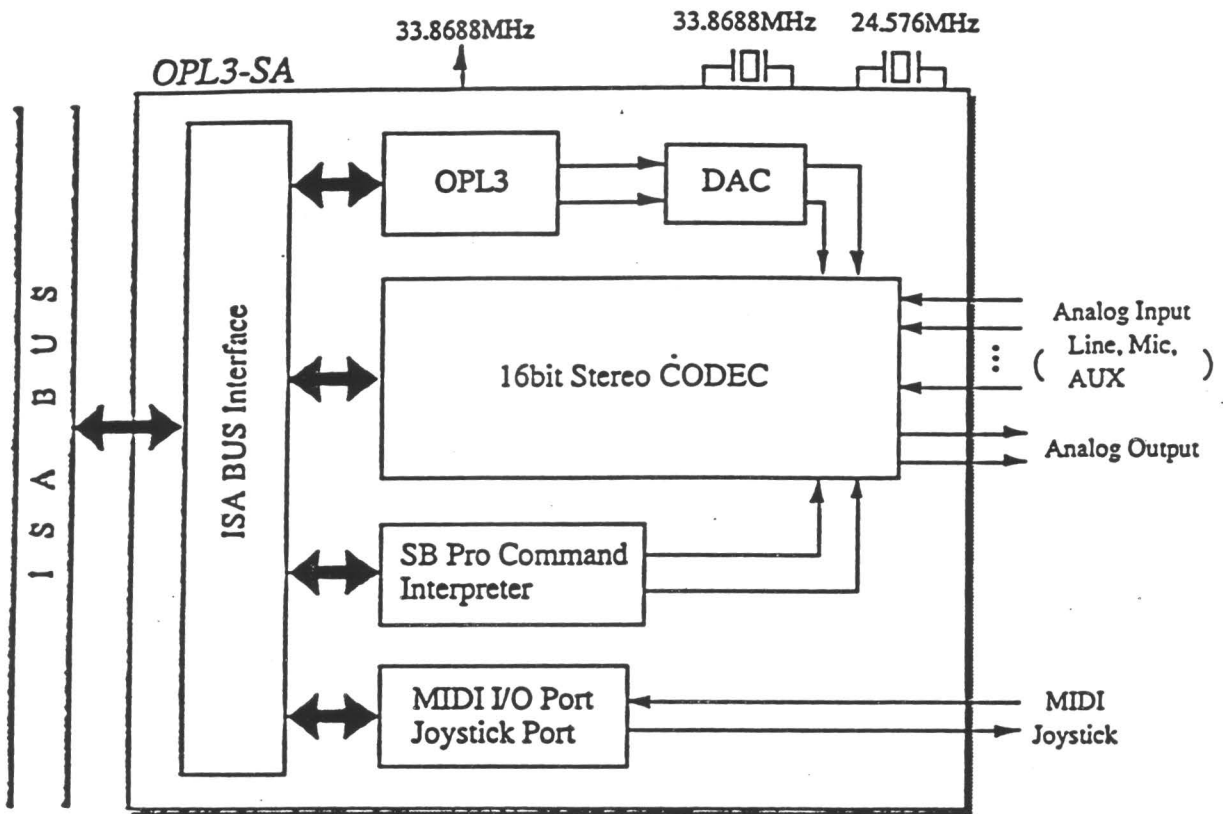 33.8688MHz
33.8688MHz
24.576MHz
OPL3-SA
ISA BUS
ISA BUS Interface
OPL3
DAC
16bit Stereo CODEC
Analog Input
( Line, Mic, AUX )
Analog Output
SB Pro Command
Interpreter
MIDI I/O Port
Joystick Port
MIDI
Joystick